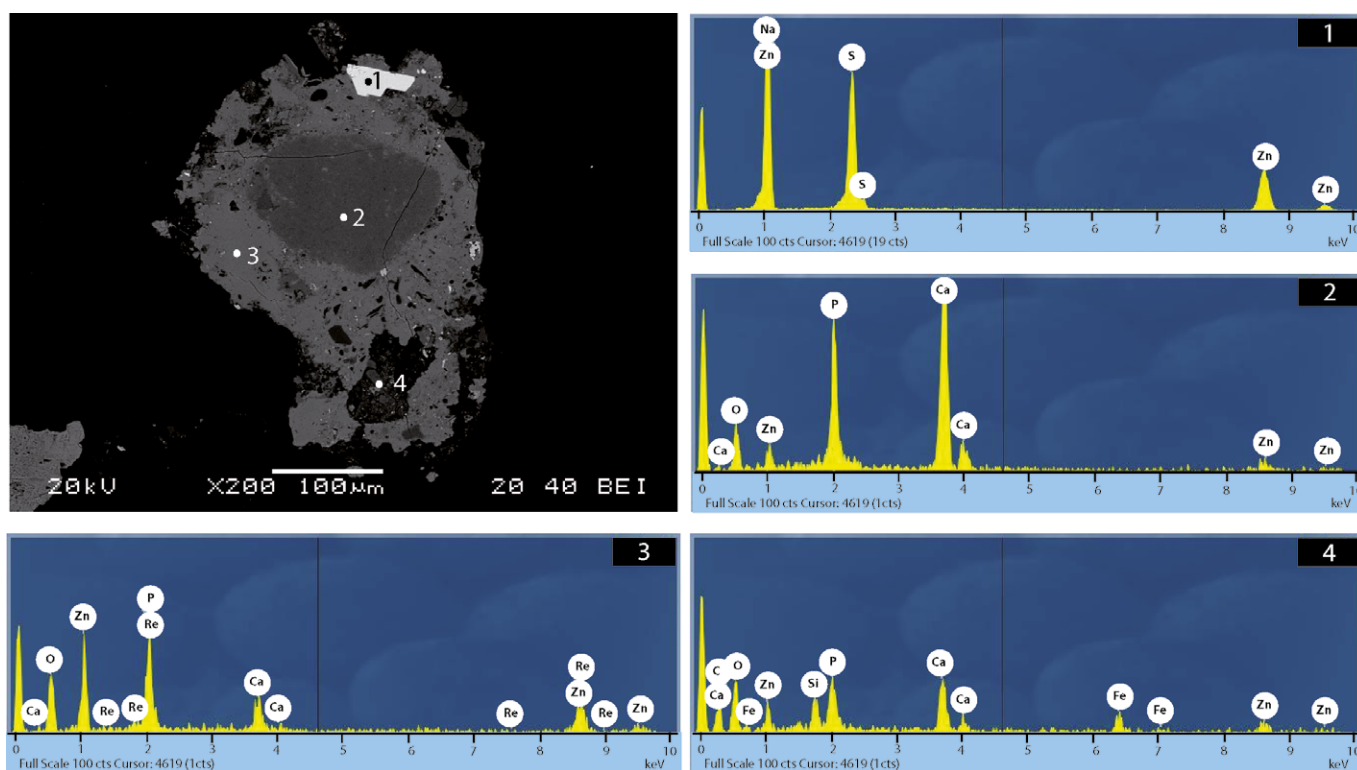 1
2
3
4
20kV X200 100μm 20 40 BEI
1
Na
Zn
S
S
Zn
Zn
0 1 2 3 4 5 6 7 8 9 10
Full Scale 100 cts Cursor: 4619 (19 cts) keV
2
Ca
P
O
Zn
Ca
Ca
Zn
Zn
0 1 2 3 4 5 6 7 8 9 10
Full Scale 100 cts Cursor: 4619 (1cts) keV
3
P
Zn
Re
O
Re
Ca
Zn
Ca
Re
Re
Ca
Re
Re
Zn
0 1 2 3 4 5 6 7 8 9 10
Full Scale 100 cts Cursor: 4619 (1cts) keV
4
C
O
P
Ca
Ca
Zn
Si
Fe
Ca
Fe
Fe
Zn
Zn
0 1 2 3 4 5 6 7 8 9 10
Full Scale 100 cts Cursor: 4619 (1cts) keV